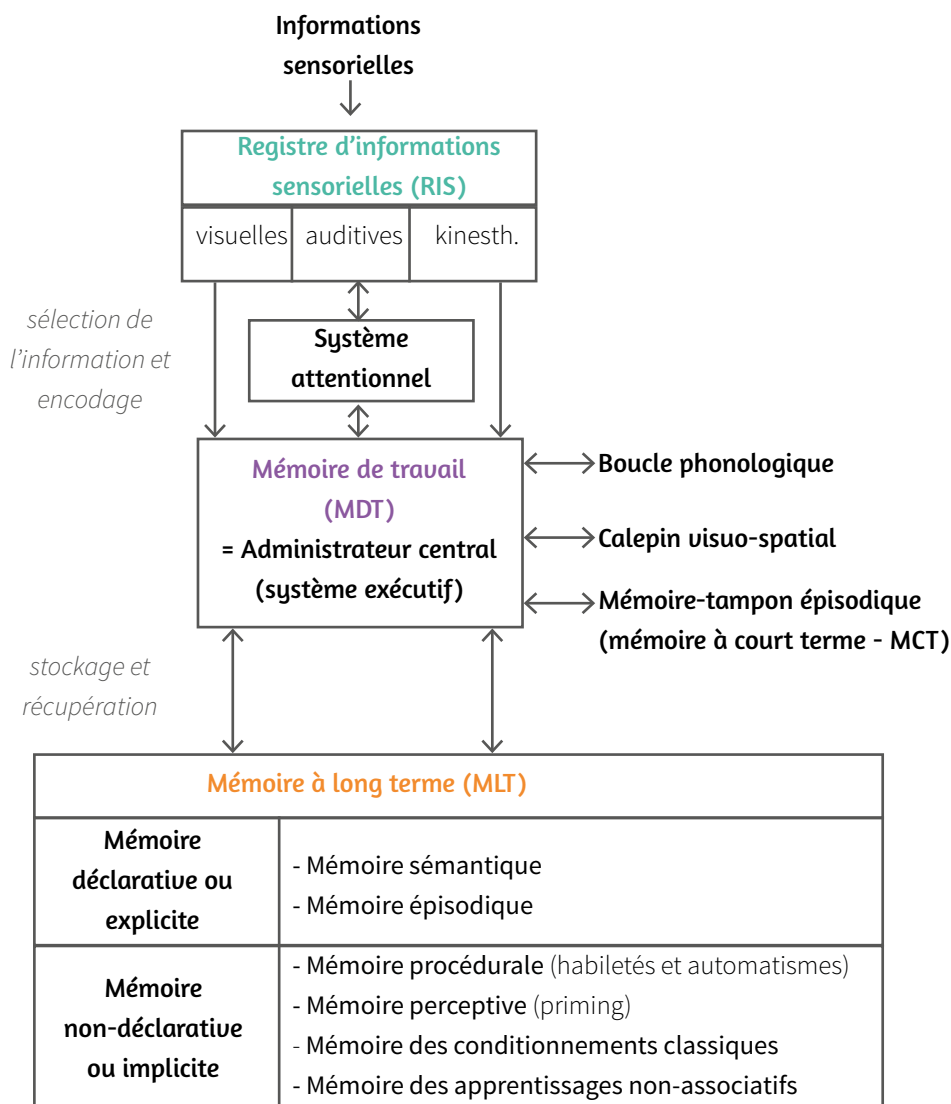 Informations
sensorielles
Registre d’informations
sensorielles (RIS)
visuelles
auditives
kinesth.
sélection de
l’information et
encodage
Système
attentionnel
Mémoire de travail
(MDT)
= Administrateur central
(système exécutif)
Boucle phonologique
Calepin visuo-spatial
Mémoire-tampon épisodique
(mémoire à court terme - MCT)
stockage et
récupération
Mémoire à long terme (MLT)
Mémoire
déclarative ou
explicite
- Mémoire sémantique
- Mémoire épisodique
Mémoire
non-déclarative
ou implicite
- Mémoire procédurale (habiletés et automatismes)
- Mémoire perceptive (priming)
- Mémoire des conditionnements classiques
- Mémoire des apprentissages non-associatifs